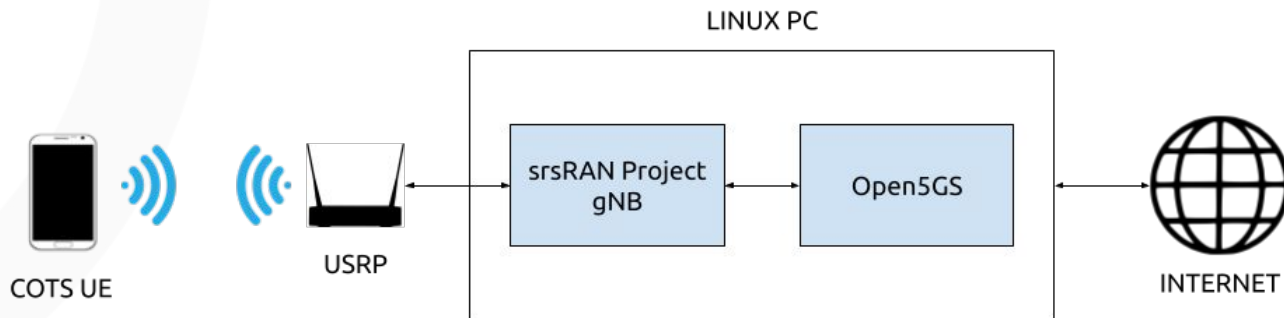 LINUX PC
srsRAN Project
gNB
Open5GS
USRP
COTS UE
INTERNET